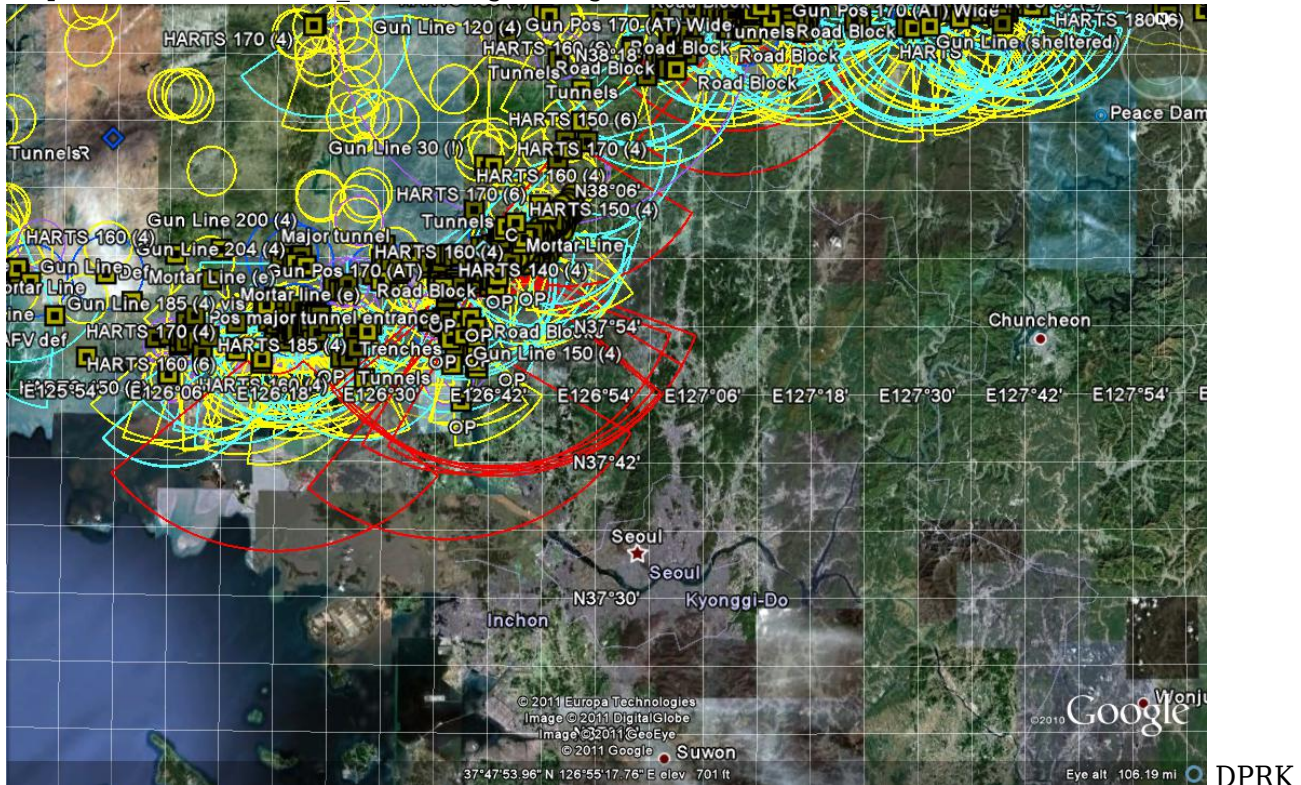 HARTS 170 (4)
Gun Line 120 (4)
Gun Pos 170 (AT) Wide
Gun Pos 170 (AT) Wide
HARTS 180 (6)
N
Road Block
Road Block
Gun Line (sheltered)
N38°18'
Tunnels
Road Block
Road Block
HARTS
Road Block
Tunnels
HARTS 150 (6)
Peace Dam
Tunnels
Gun Line 30 (!)
HARTS 170 (4)
HARTS 160 (4)
HARTS 170 (6)
N38°06'
HARTS 150 (4)
Gun Line 200 (4)
Tunnels
HARTS 160 (4)
Major tunnel
Mortar Line
Gun Line 204 (4)
HARTS 160 (4)
Gun Line
Def
Mortar Line (e)
Gun Pos 170 (AT)
HARTS 140 (4)
Mortar Line
Mortar line (e)
Road Block
OP
OP
Gun Line 185 (4)
vis
Pos major tunnel entrance
OP
OP
Road Block
N37°54'
Chuncheon
AFV def
HARTS 170 (4)
HARTS 185 (4)
Trenches
OP
Gun Line 150 (4)
HARTS 160 (6)
OP
Tunnels
OP
E125°54'
E126°06'
E126°18'
E126°30'
E126°42'
E126°54'
E127°06'
E127°18'
E127°30'
E127°42'
E127°54'
OP
N37°42'
Seoul
Seoul
N37°30'
Kyonggi-Do
Inchon
© 2011 Europa Technologies
Image © 2011 DigitalGlobe
Image © 2011 GeoEye
© 2011 Google
Suwon
©2010 Google
37°47'53.96" N 126°55'17.76" E elev 701 ft
Eye alt 106.19 mi
DPRK